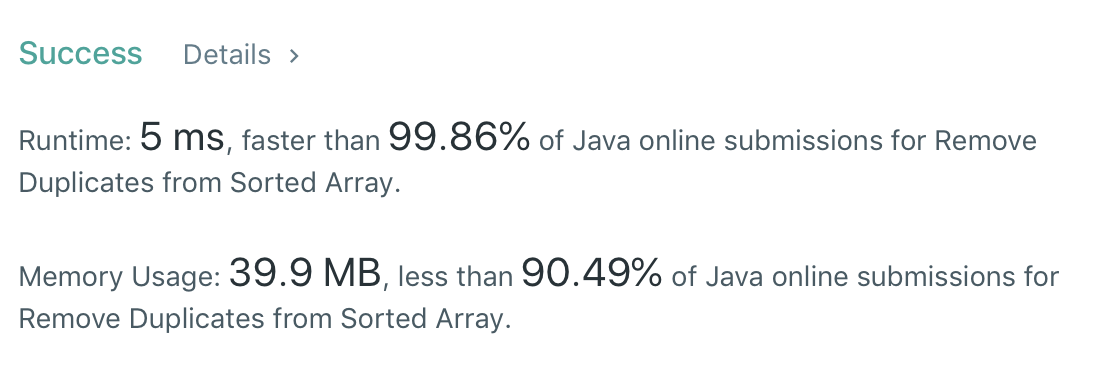 Success Details >
Runtime: 5 ms, faster than 99.86% of Java online submissions for Remove
Duplicates from Sorted Array.
Memory Usage: 39.9 MB, less than 90.49% of Java online submissions for
Remove Duplicates from Sorted Array.